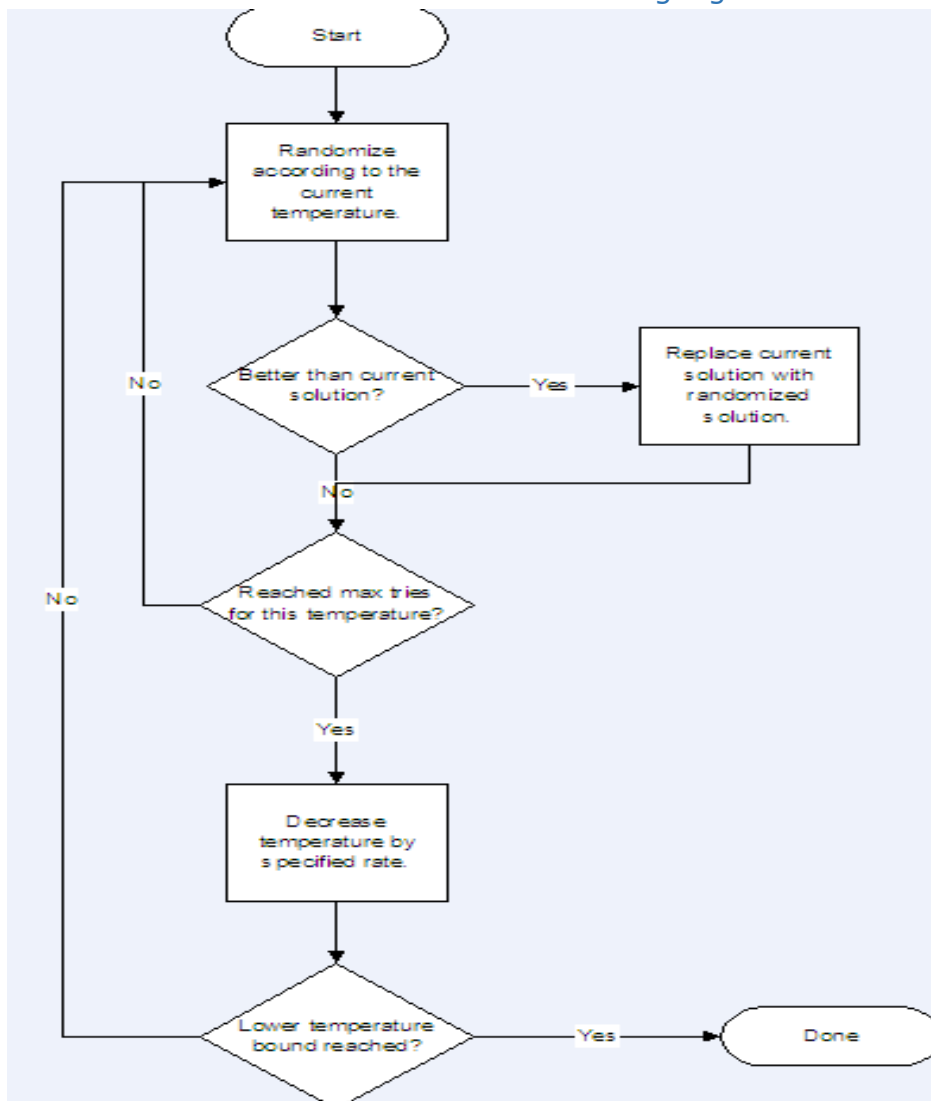 Start
Randomize
according to the
current
temperature.
Better than current
solution?
Yes
Replace current
solution with
randomized
solution.
No
No
Reached max tries
for this temperature?
No
Yes
Decrease
temperature by
specified rate.
Lower temperature
bound reached?
Yes
Done